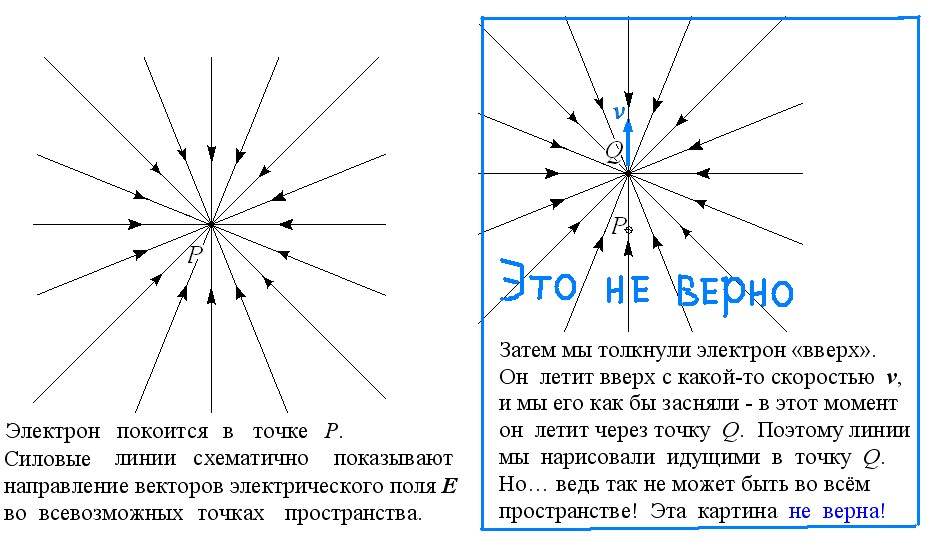 P
Электрон покоится в точке P.
Силовые линии схематично показывают
направление векторов электрического поля E
во всевозможных точках пространства.
v
Q
P
Это не верно
Затем мы толкнули электрон «вверх».
Он летит вверх с какой-то скоростью v,
и мы его как бы засняли - в этот момент
он летит через точку Q. Поэтому линии
мы нарисовали идущими в точку Q.
Но... ведь так не может быть во всём
пространстве! Эта картина не верна!